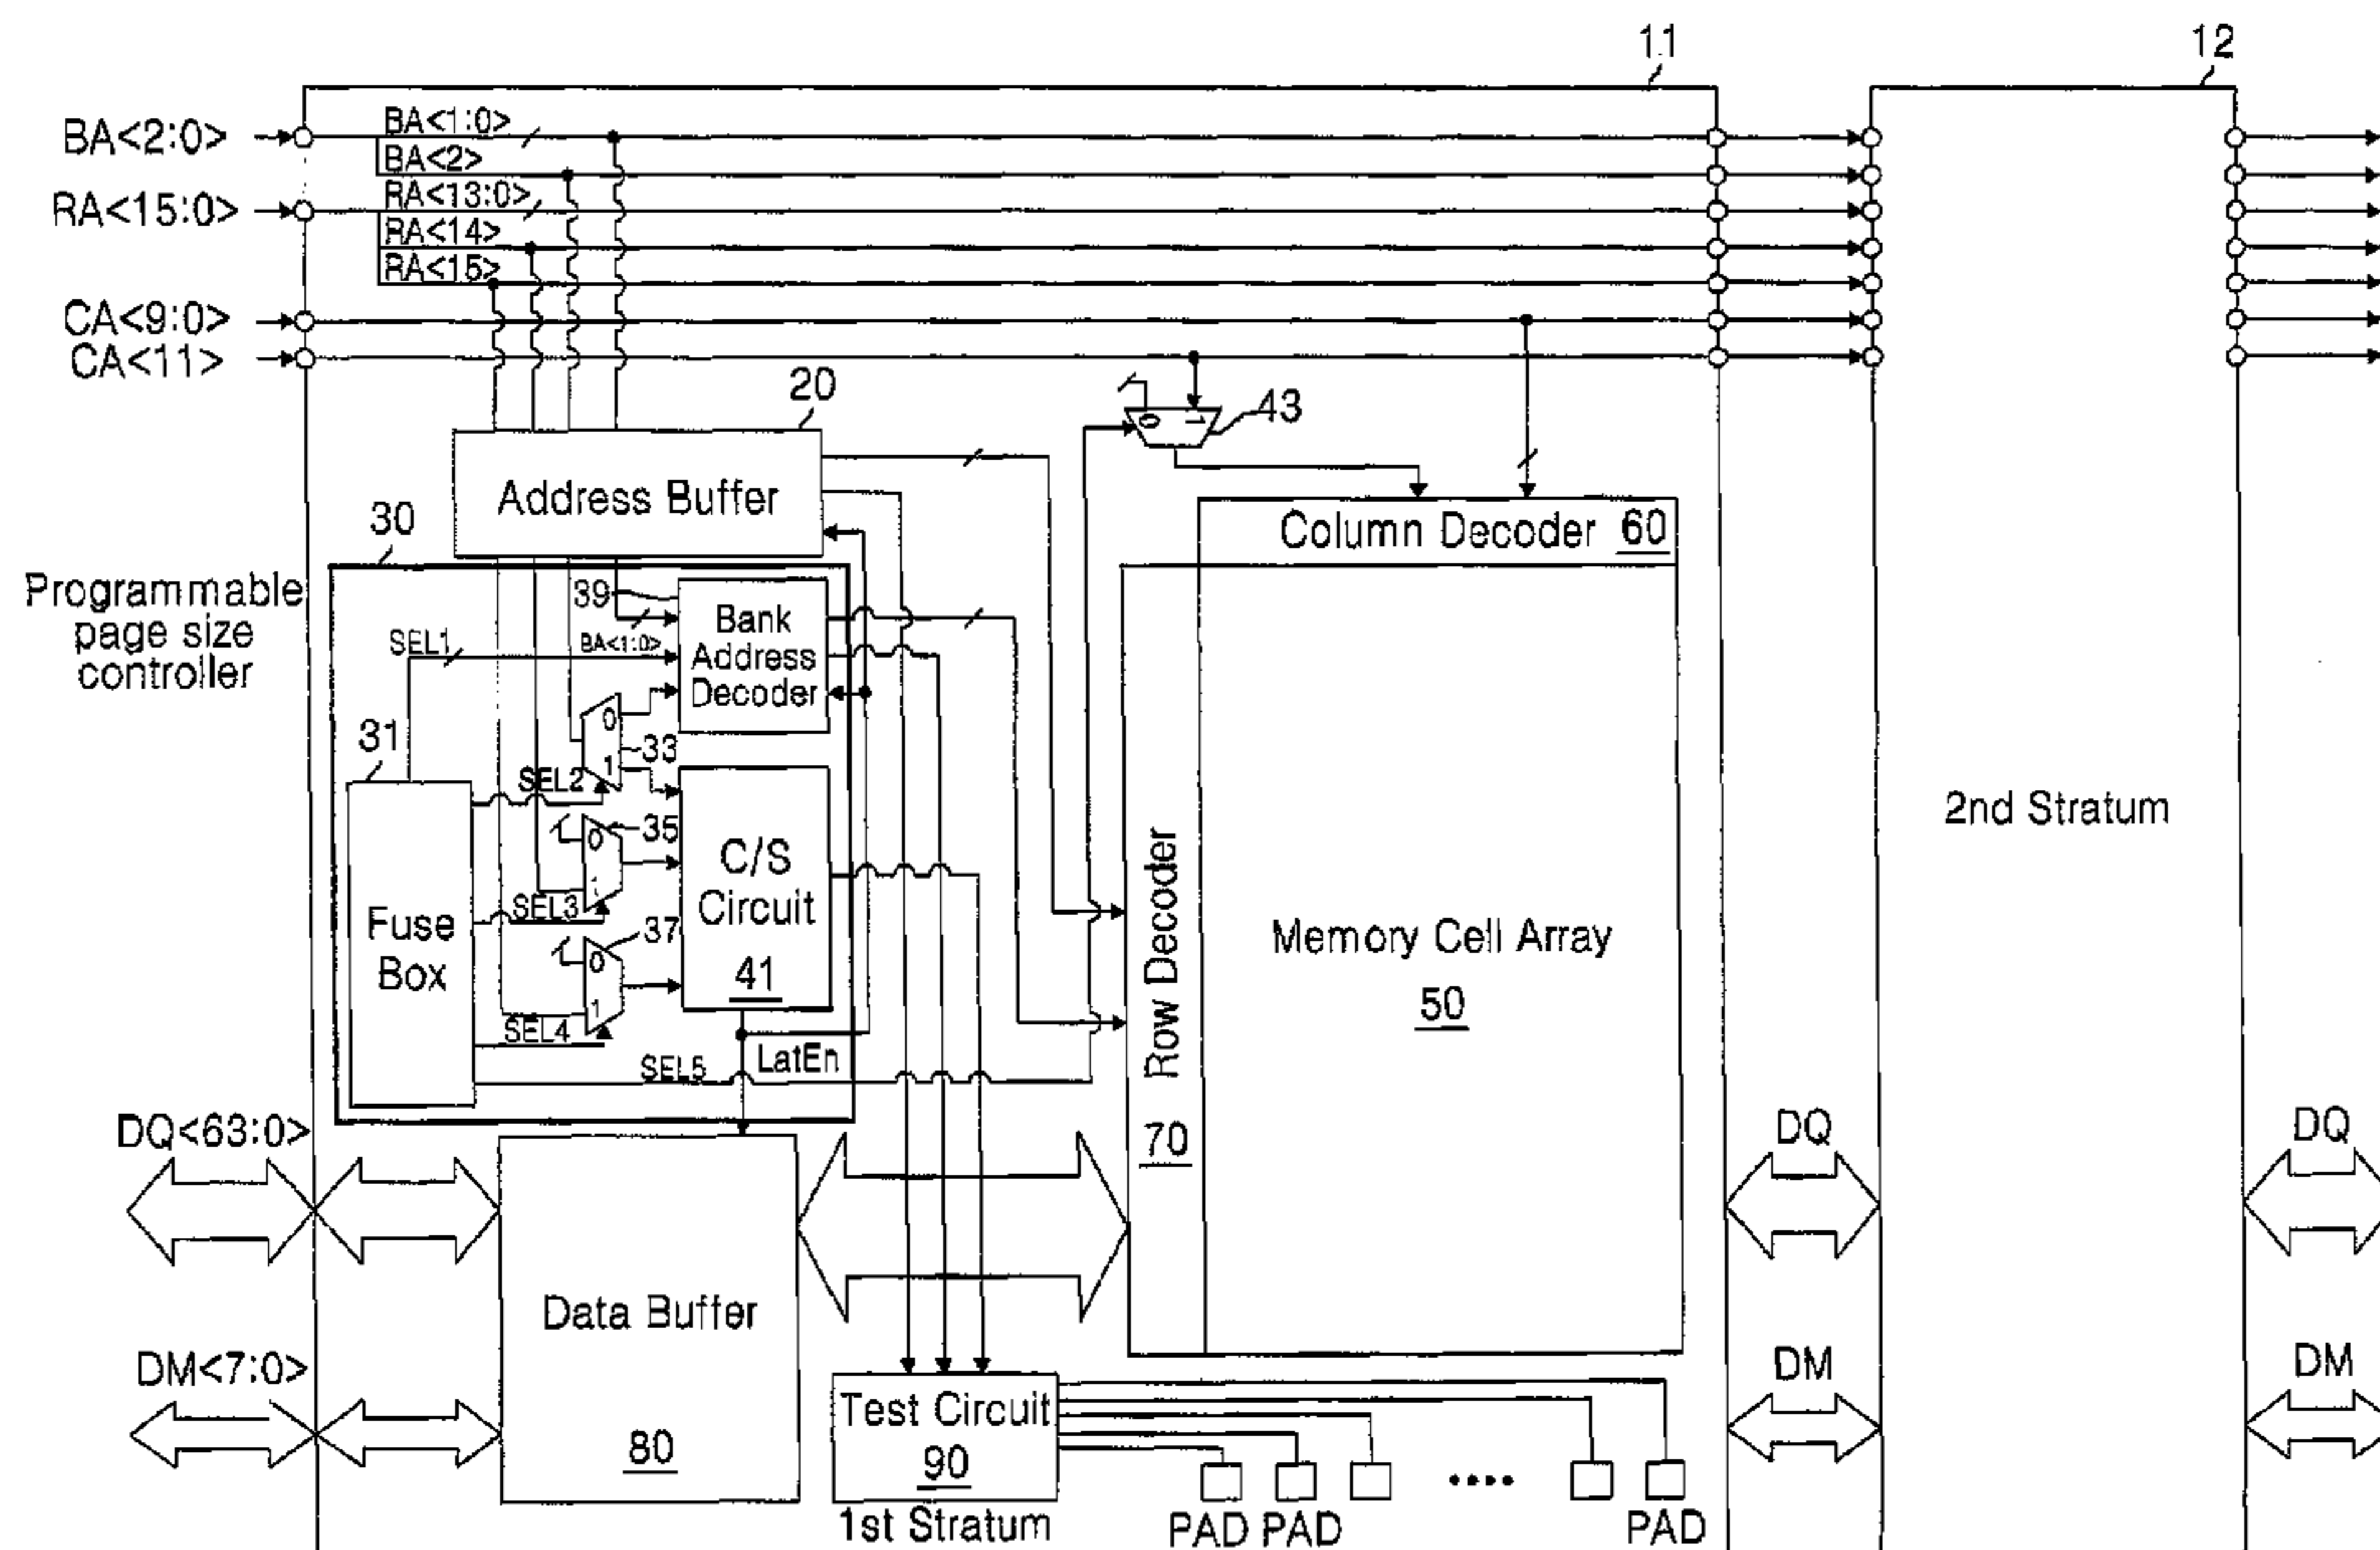 11
12
BA<2:0>
BA<1:0>
BA<2>
RA<15:0>
RA<13:0>
RA<14>
RA<15>
CA<9:0>
CA<11>
20
0
1
43
Address Buffer
Column Decoder 60
30
Programmable
page size
controller
39
Bank
Address
Decoder
BA<1:0>
SEL1
31
0
1
33
SEL2
0
1
35
SEL3
0
1
37
SEL4
C/S
Circuit
41
Fuse
Box
LatEn
SEL5
Row Decoder
70
Memory Cell Array
50
2nd Stratum
DQ<63:0>
DQ
DQ
Data Buffer
80
DM<7:0>
DM
DM
Test Circuit
90
1st Stratum
PAD PAD
....
PAD